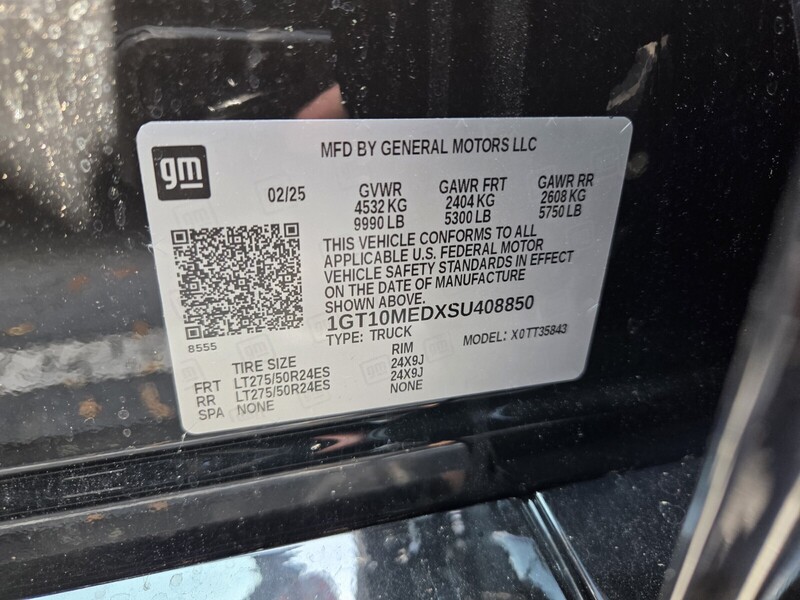 MFD BY GENERAL MOTORS LLC
gm
02/25
GVWR GAWR FRT GAWR RR
4532 KG 2404 KG 2608 KG
9990 LB 5300 LB 5750 LB
THIS VEHICLE CONFORMS TO ALL
APPLICABLE U.S. FEDERAL MOTOR
VEHICLE SAFETY STANDARDS IN EFFECT
ON THE DATE OF MANUFACTURE
SHOWN ABOVE.
1GT10MEDXSU408850
TYPE: TRUCK MODEL: X0TT35843
8555
TIRE SIZE RIM
FRT LT275/50R24ES 24X9J
RR LT275/50R24ES 24X9J
SPA NONE NONE